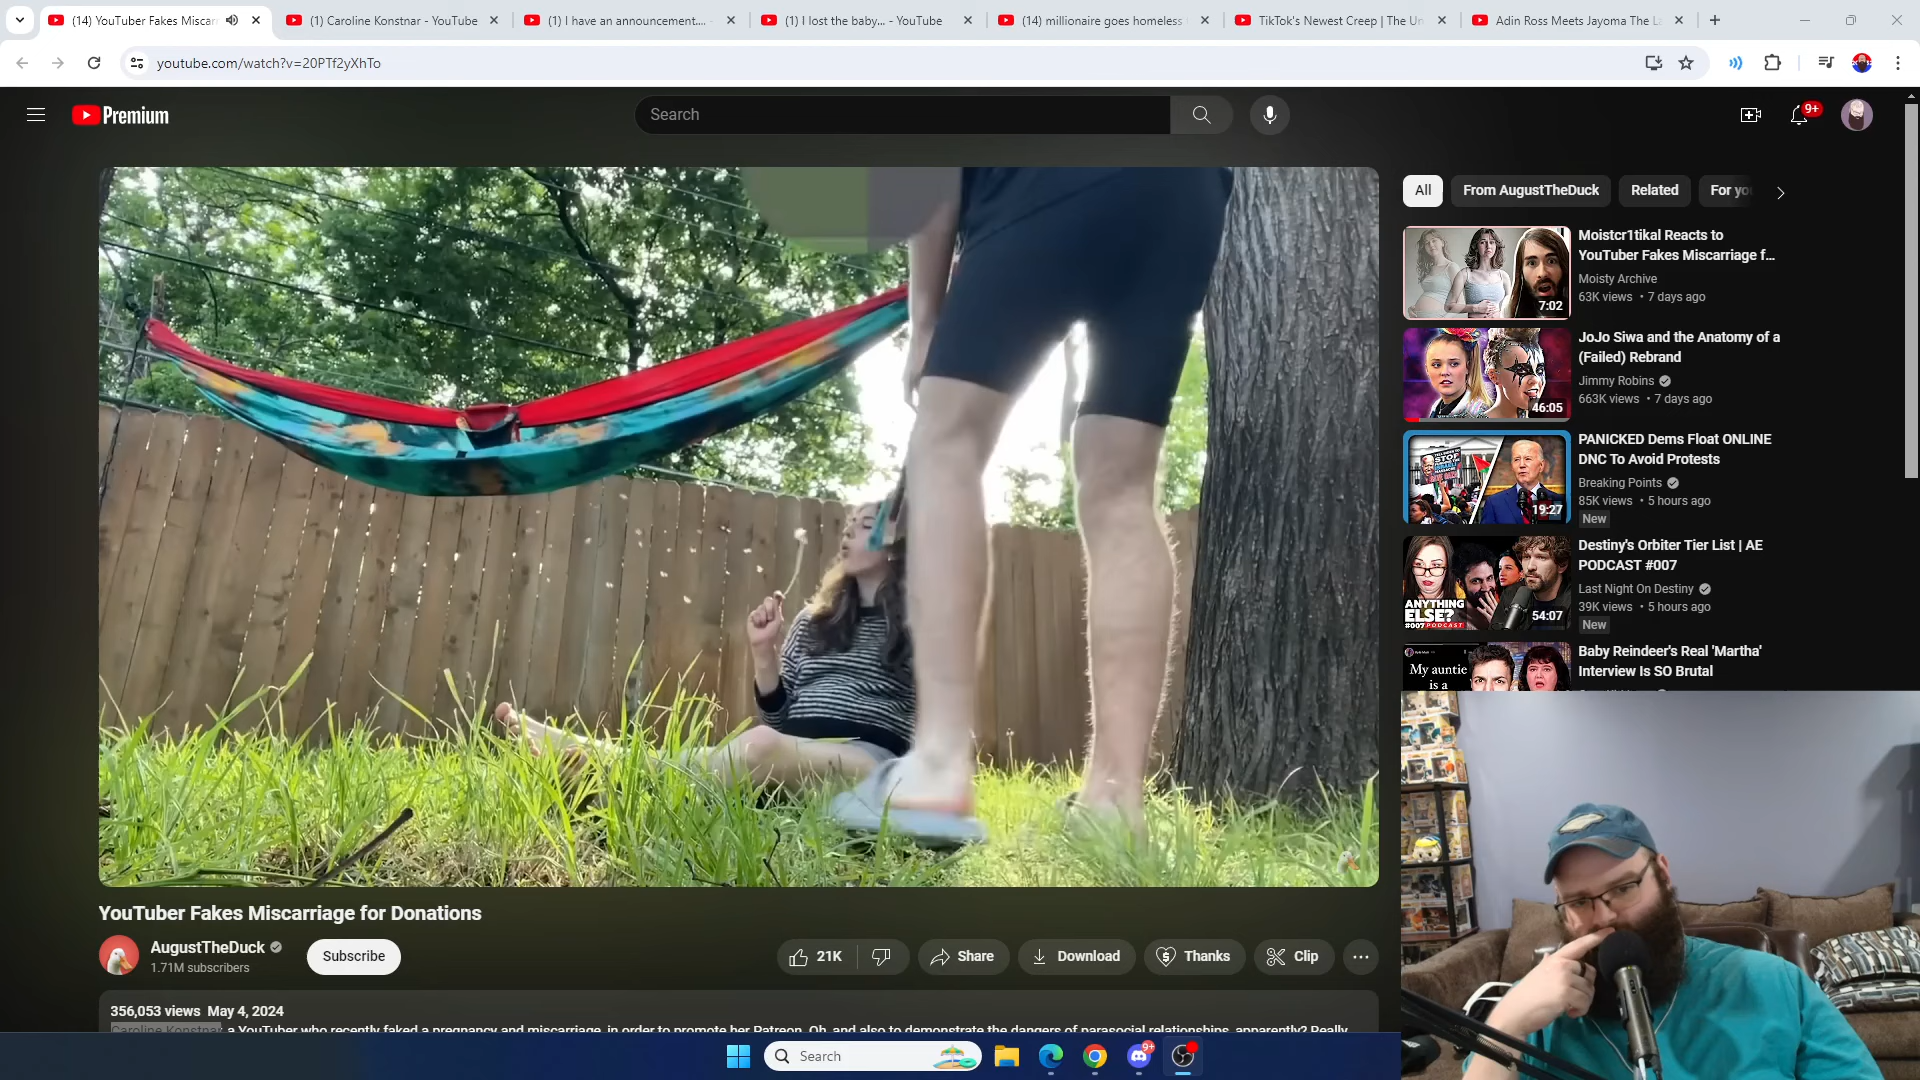 (14) YouTuber Fakes Miscarr
(1) Caroline Konstnar - YouTube
(1) I have an announcement....
(1) I lost the baby... - YouTube
(14) millionaire goes homeless
TikTok's Newest Creep | The Un
Adin Ross Meets Jayoma The L
youtube.com/watch?v=20PTf2yXhTo
Premium
Search
9+
All
From AugustTheDuck
Related
For yo
7:02
Moistcr1tikal Reacts to
YouTuber Fakes Miscarriage f...
Moisty Archive
63K views • 7 days ago
46:05
JoJo Siwa and the Anatomy of a
(Failed) Rebrand
Jimmy Robins
663K views • 7 days ago
19:27
PANICKED Dems Float ONLINE
DNC To Avoid Protests
Breaking Points
85K views • 5 hours ago
New
ANYTHING
ELSE?
#007 PODCAST
54:07
Destiny's Orbiter Tier List | AE
PODCAST #007
Last Night On Destiny
39K views • 5 hours ago
New
My auntie
is a
Baby Reindeer's Real 'Martha'
Interview Is SO Brutal
YouTuber Fakes Miscarriage for Donations
AugustTheDuck
1.71M subscribers
Subscribe
21K
Share
Download
Thanks
Clip
356,053 views May 4, 2024
Caroline Konstnar, a YouTuber who recently faked a pregnancy and miscarriage, in order to promote her Patreon. Oh, and also to demonstrate the dangers of parasocial relationships, apparently? Really
Search
9+